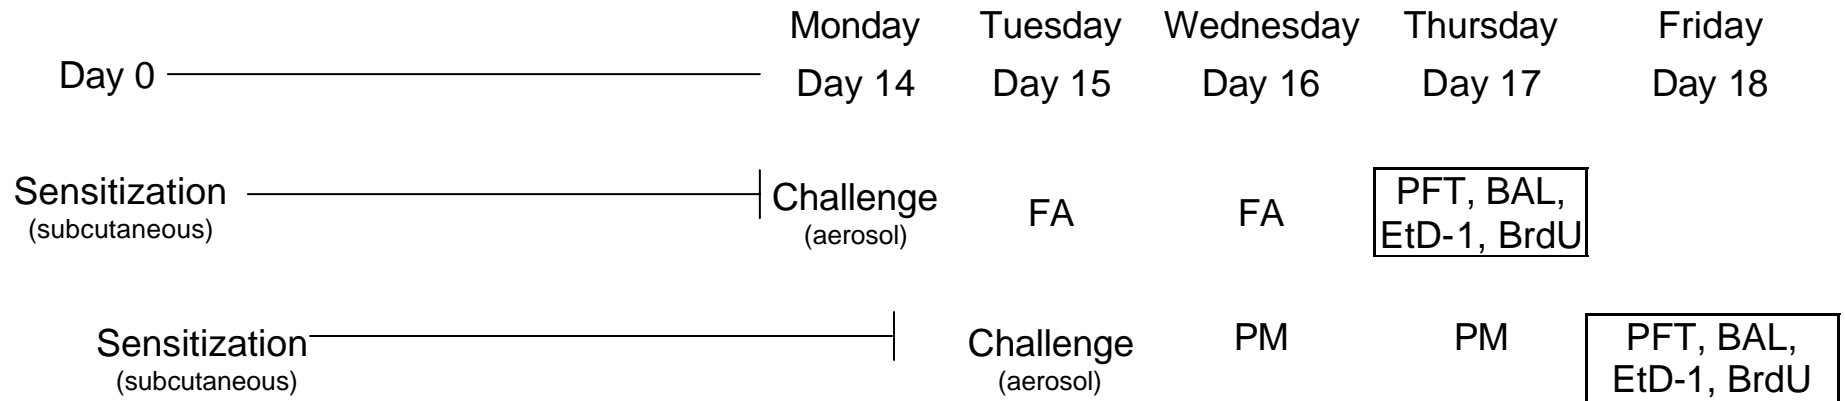 Monday Tuesday Wednesday Thursday Friday
Day 0 Day 14 Day 15 Day 16 Day 17 Day 18
Sensitization
(subcutaneous)
Challenge
(aerosol)
FA
FA
PFT, BAL,
EtD-1, BrdU
Sensitization
(subcutaneous)
Challenge
(aerosol)
PM
PM
PFT, BAL,
EtD-1, BrdU